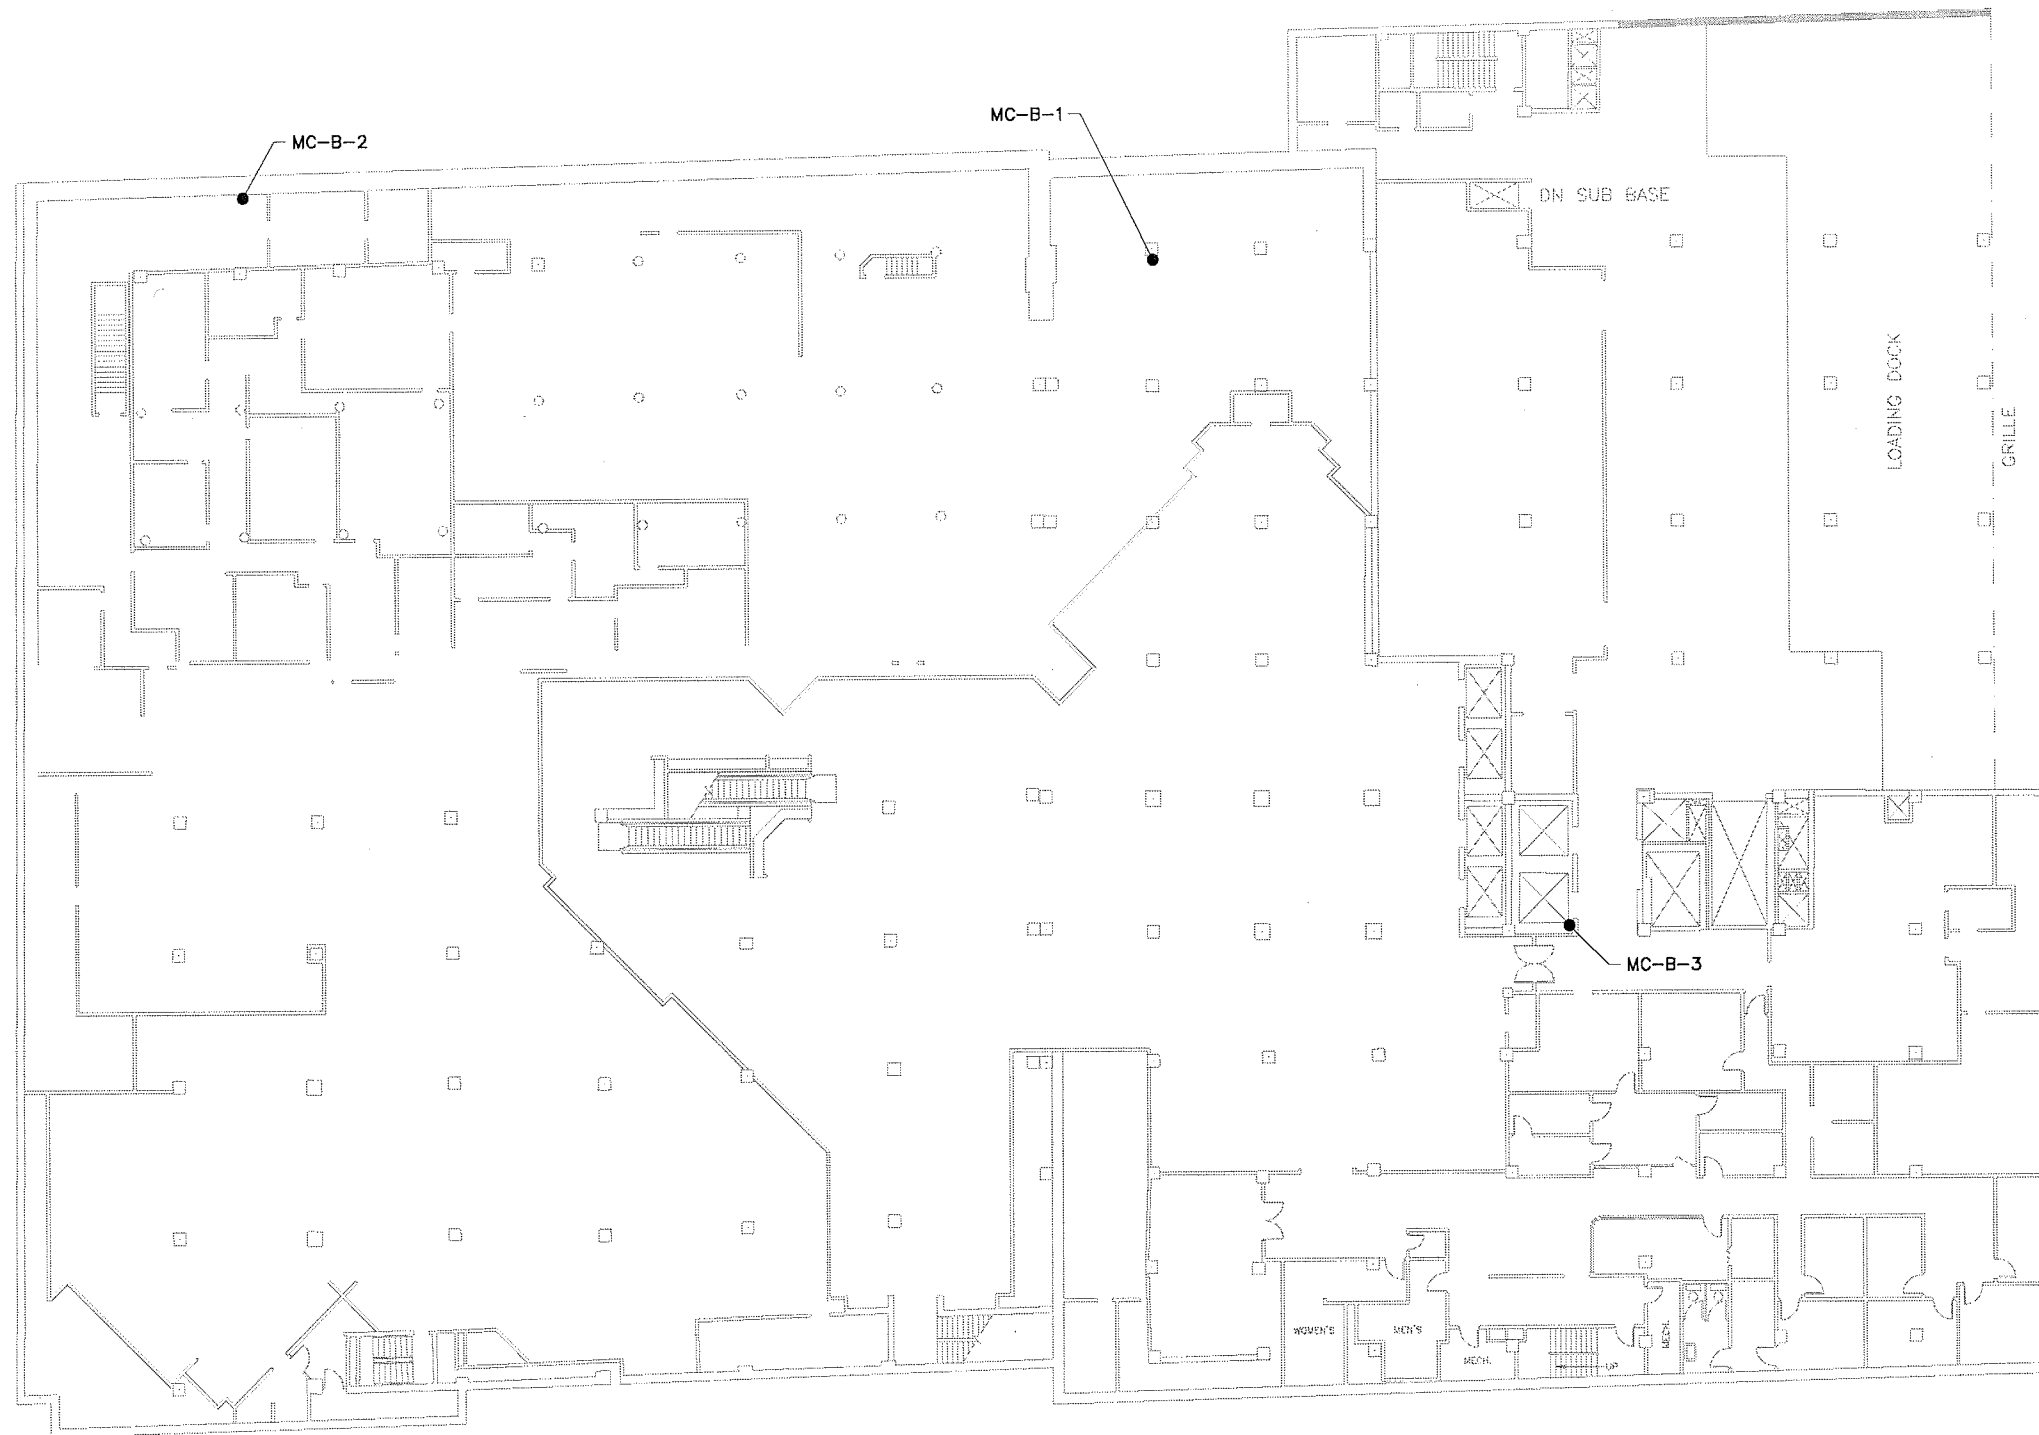 MC-B-1
MC-B-2
DN SUB BASE
LOADING DOCK
GRILLE
MC-B-3
WOMEN'S
MEN'S
MECH.
UP
MECH.